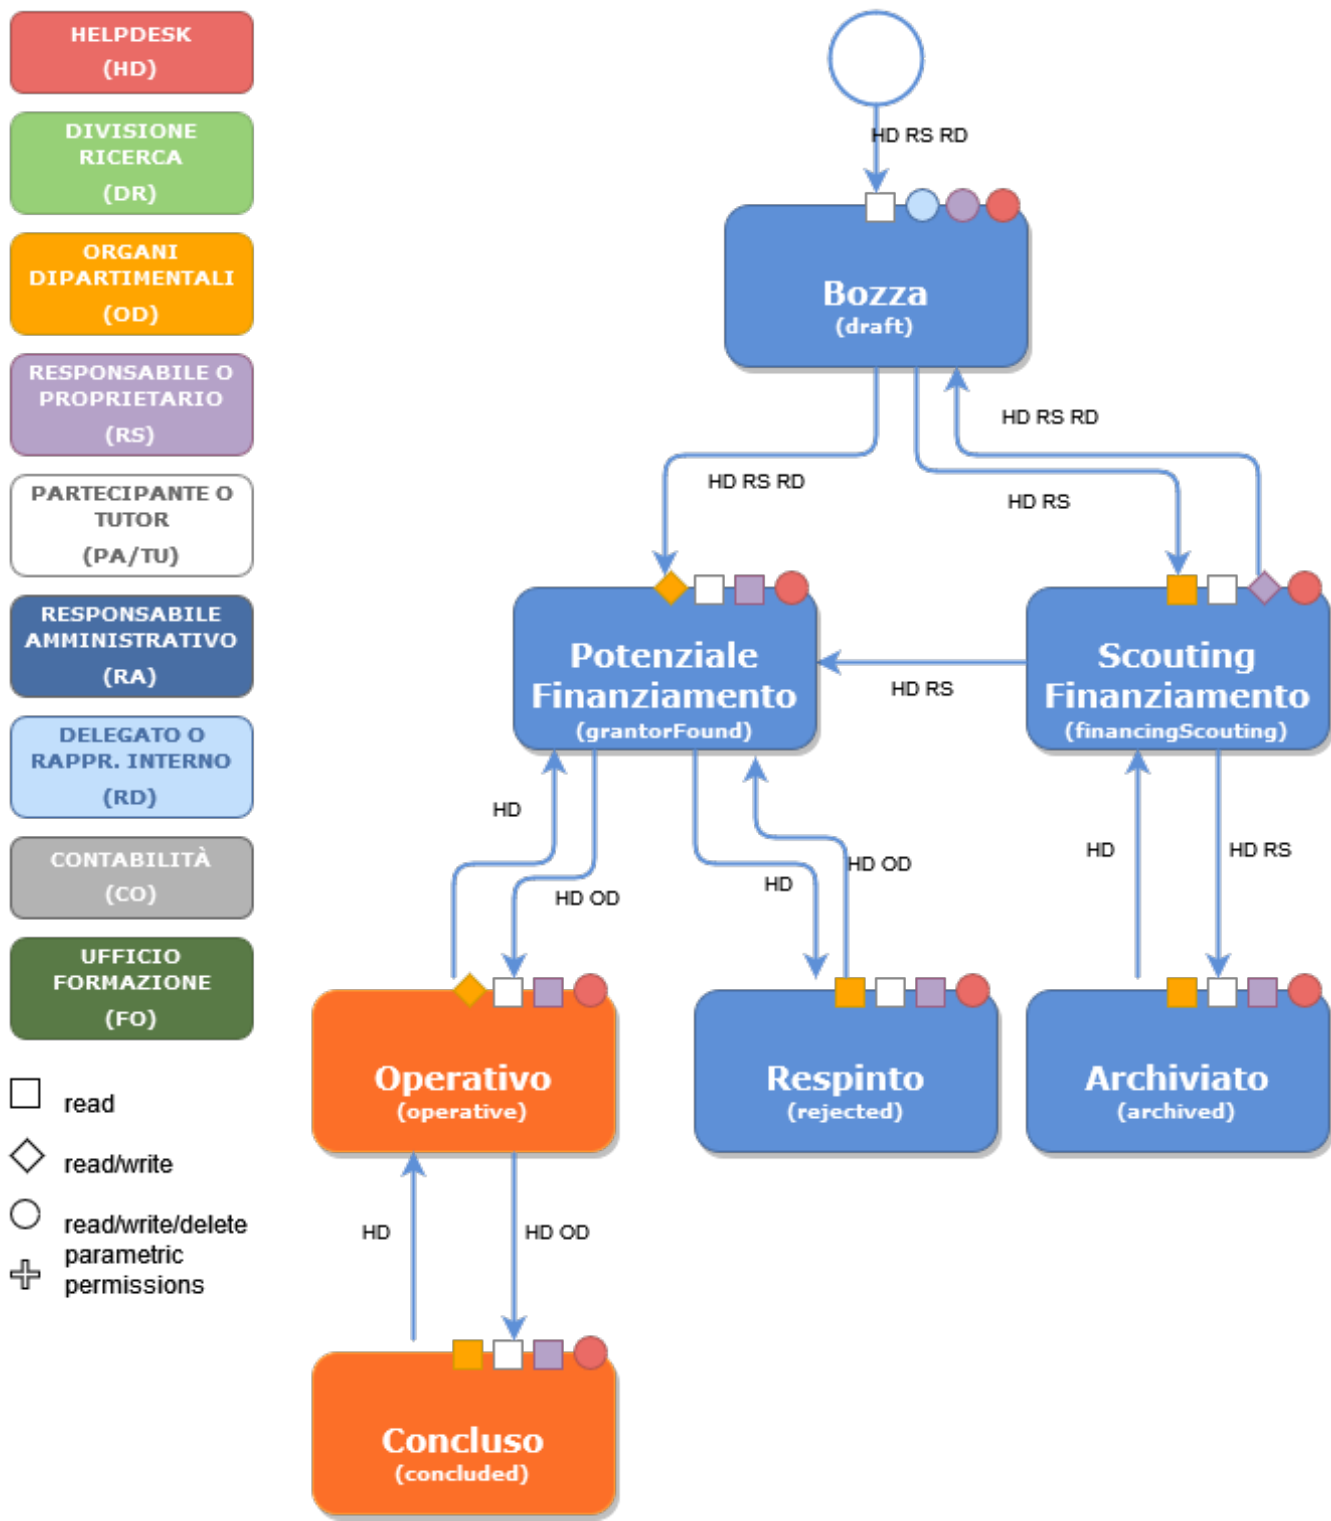 HELPDESK
(HD)
DIVISIONE
RICERCA
(DR)
ORGANI
DIPARTIMENTALI
(OD)
RESPONSABILE O
PROPRIETARIO
(RS)
PARTECIPANTE O
TUTOR
(PA/TU)
RESPONSABILE
AMMINISTRATIVO
(RA)
DELEGATO O
RAPPR. INTERNO
(RD)
CONTABILITÀ
(CO)
UFFICIO
FORMAZIONE
(FO)
read
read/write
read/write/delete
parametric
permissions
HD RS RD
Bozza
(draft)
HD RS RD
HD RS RD
HD RS
Potenziale
Finanziamento
(grantorFound)
HD RS
Scouting
Finanziamento
(financingScouting)
HD
HD OD
HD
HD OD
HD
HD RS
Operativo
(operative)
Respinto
(rejected)
Archiviato
(archived)
HD
HD OD
Concluso
(concluded)